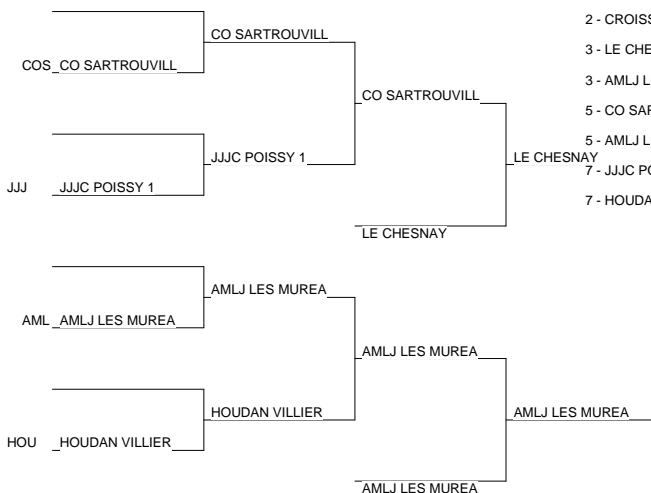 2 - CROISS
CO SARTROUVILL
3 - LE CHE
COS CO SARTROUVILL
3 - AMLJ L
CO SARTROUVILL
5 - CO SAR
5 - AMLJ L
JJJC POISSY 1
LE CHESNAY
7 - JJJC PO
JJJ JJJC POISSY 1
7 - HOUDA
LE CHESNAY
AMLJ LES MUREA
AML AMLJ LES MUREA
AMLJ LES MUREA
HOUDAN VILLIER
AMLJ LES MUREA
HOU HOUDAN VILLIER
AMLJ LES MUREA